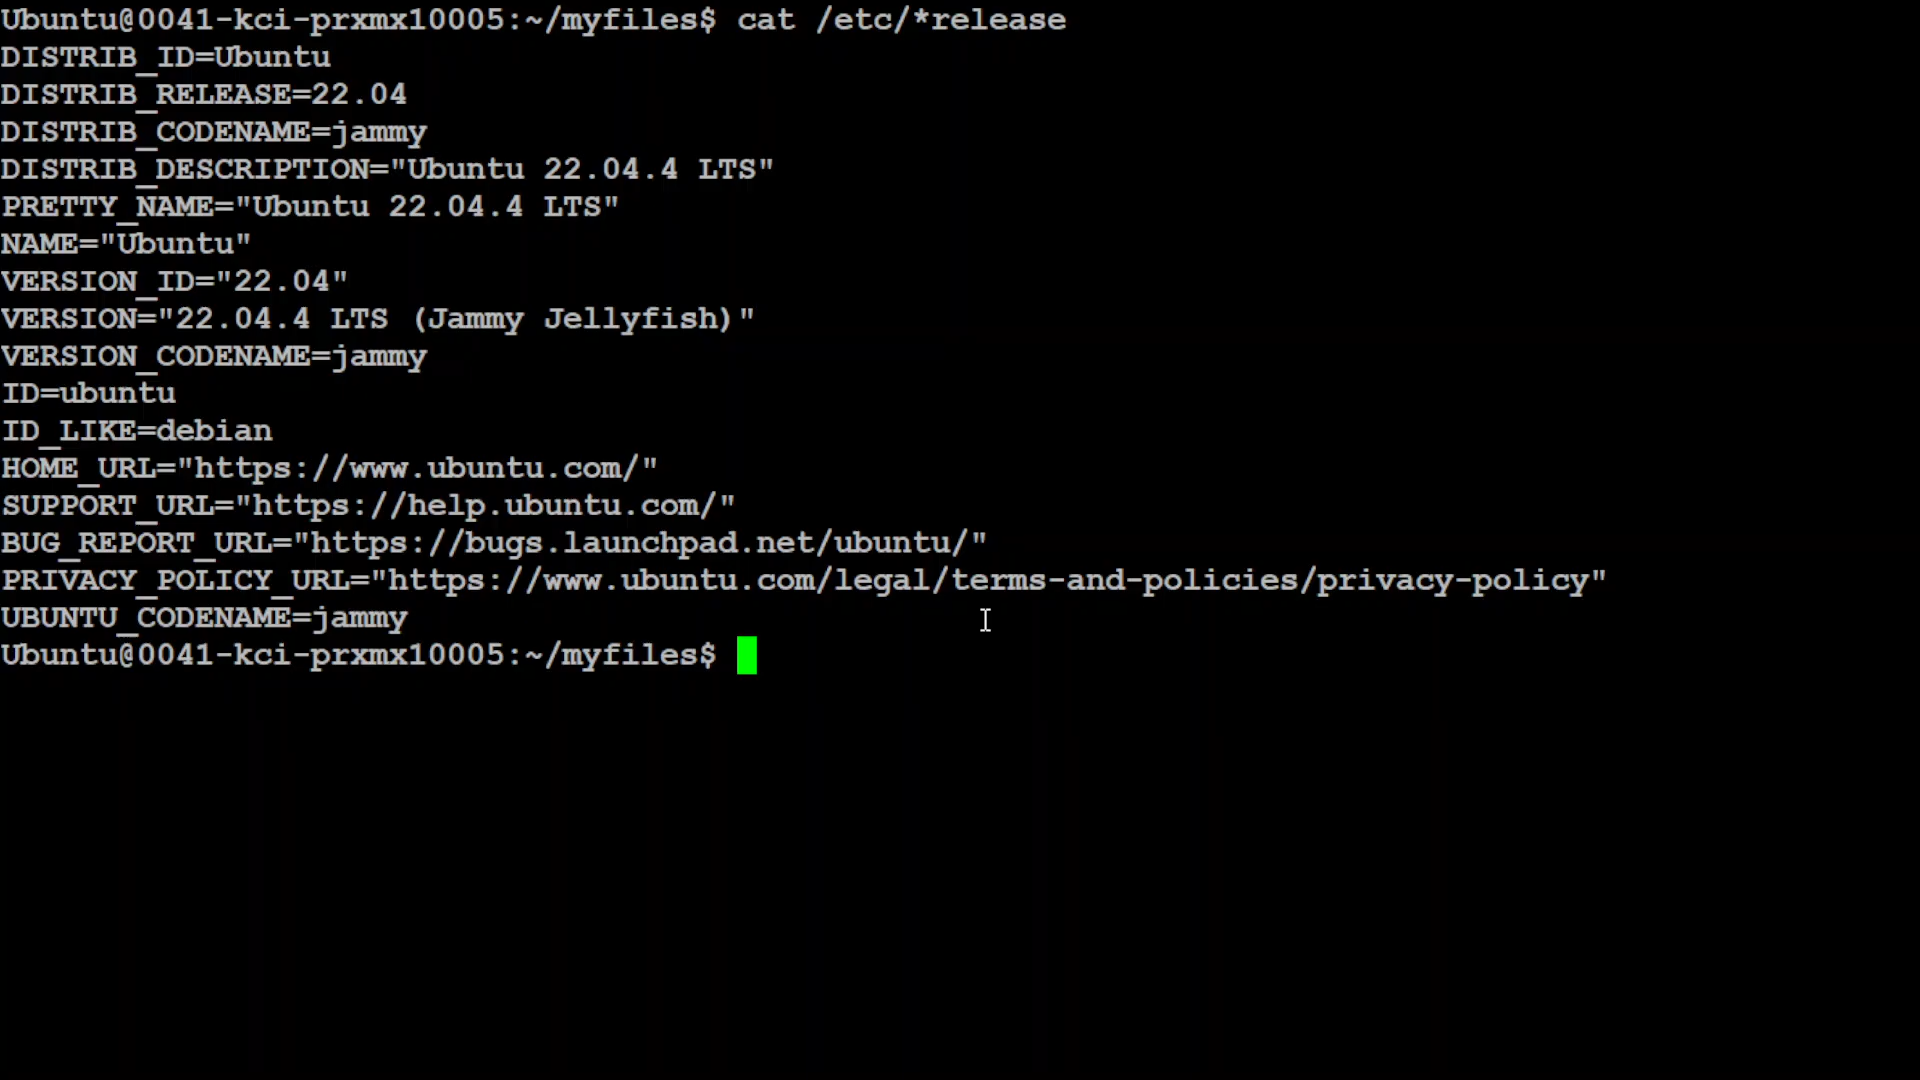 Ubuntu@0041-kci-prxmx10005:~/myfiles$ cat /etc/*release
DISTRIB_ID=Ubuntu
DISTRIB_RELEASE=22.04
DISTRIB_CODENAME=jammy
DISTRIB_DESCRIPTION="Ubuntu 22.04.4 LTS"
PRETTY_NAME="Ubuntu 22.04.4 LTS"
NAME="Ubuntu"
VERSION_ID="22.04"
VERSION="22.04.4 LTS (Jammy Jellyfish)"
VERSION_CODENAME=jammy
ID=ubuntu
ID_LIKE=debian
HOME_URL="https://www.ubuntu.com/"
SUPPORT_URL="https://help.ubuntu.com/"
BUG_REPORT_URL="https://bugs.launchpad.net/ubuntu/"
PRIVACY_POLICY_URL="https://www.ubuntu.com/legal/terms-and-policies/privacy-policy"
UBUNTU_CODENAME=jammy
Ubuntu@0041-kci-prxmx10005:~/myfiles$